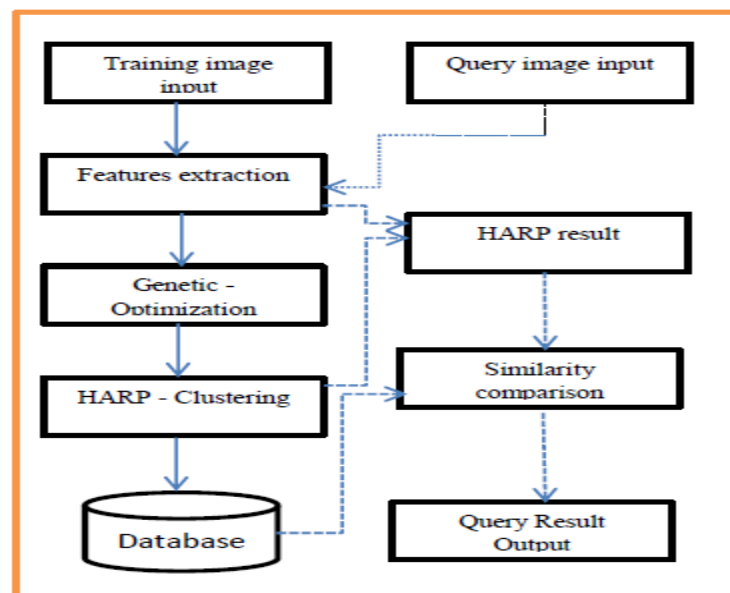 Training image
input
Query image input
Features extraction
HARP result
Genetic -
Optimization
Similarity
comparison
HARP - Clustering
Query Result
Output
Database